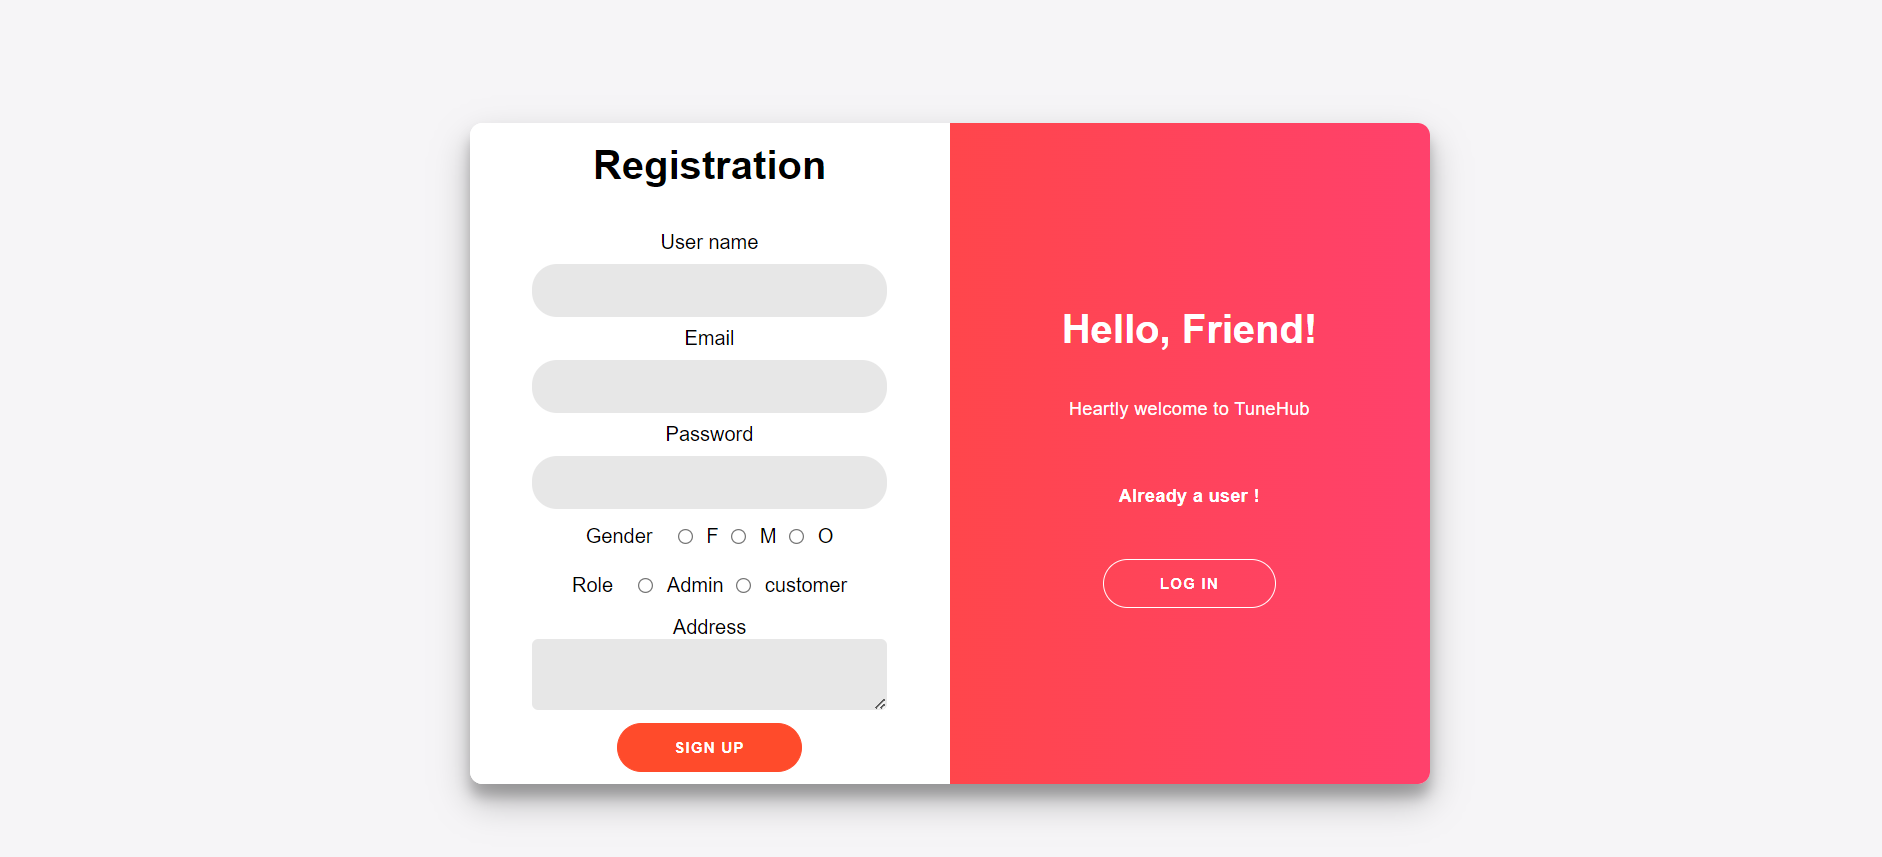 Registration
User name
Email
Password
Gender F M O
Role Admin customer
Address
SIGN UP
Hello, Friend!
Heartly welcome to TuneHub
Already a user !
LOG IN